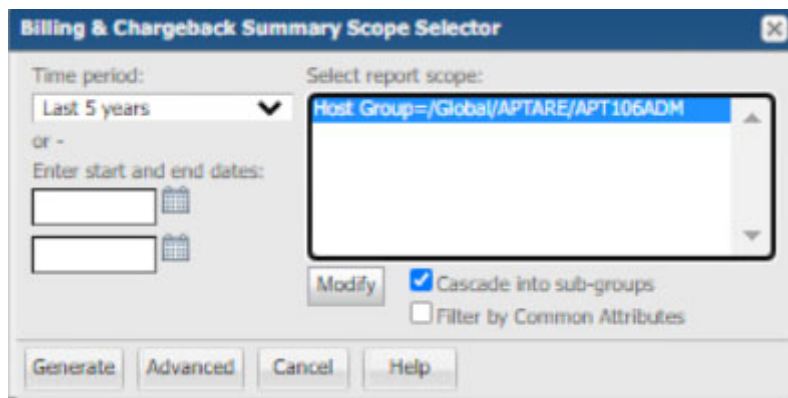 Billing & Chargeback Summary Scope Selector
Time period:
Last 5 years
or -
Enter start and end dates:
Select report scope:
Host Group=/Global/APTARE/APT106ADM
Modify
Cascade into sub-groups
Filter by Common Attributes
Generate
Advanced
Cancel
Help